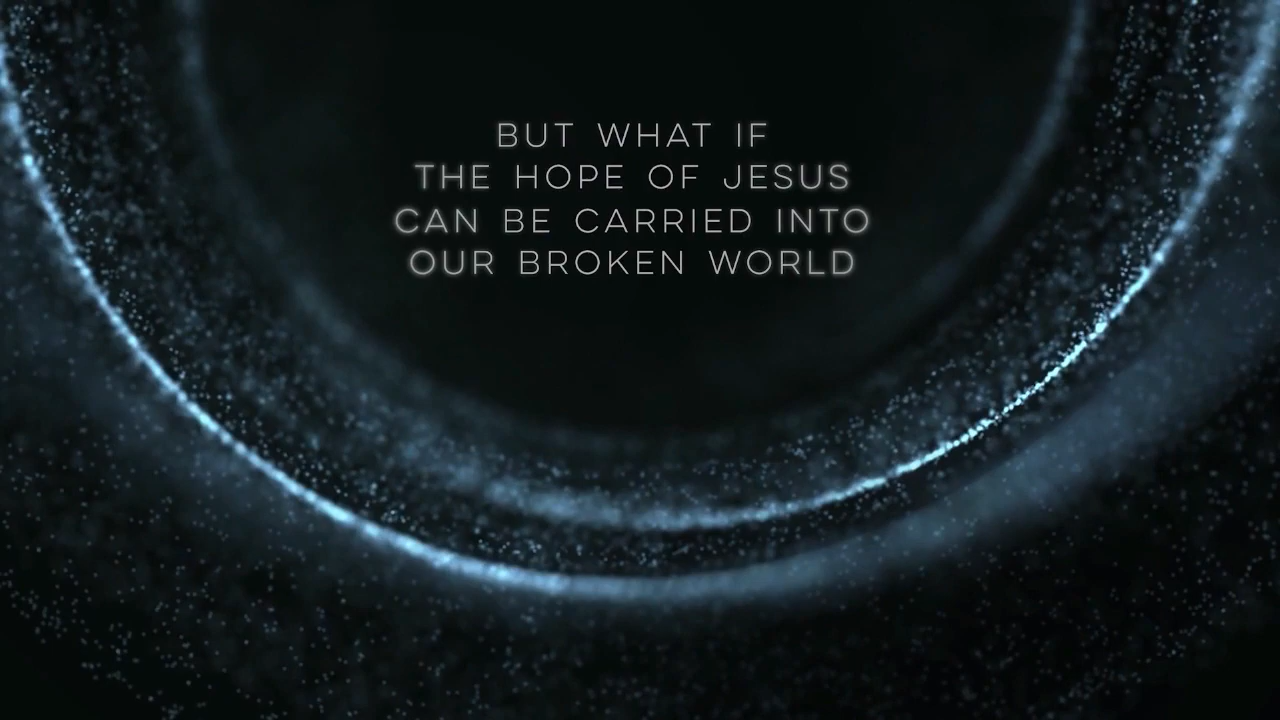 BUT WHAT IF
THE HOPE OF JESUS
CAN BE CARRIED INTO
OUR BROKEN WORLD